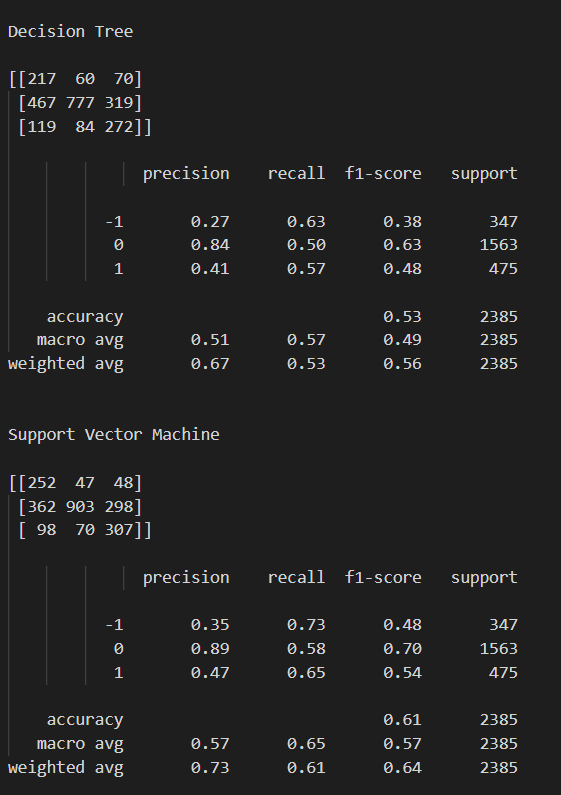 Decision Tree
[[217  60  70]
 [467 777 319]
 [119  84 272]]
              precision    recall  f1-score   support
          -1       0.27      0.63      0.38       347
           0       0.84      0.50      0.63      1563
           1       0.41      0.57      0.48       475
    accuracy                           0.53      2385
   macro avg       0.51      0.57      0.49      2385
weighted avg       0.67      0.53      0.56      2385
Support Vector Machine
[[252  47  48]
 [362 903 298]
 [ 98  70 307]]
              precision    recall  f1-score   support
          -1       0.35      0.73      0.48       347
           0       0.89      0.58      0.70      1563
           1       0.47      0.65      0.54       475
    accuracy                           0.61      2385
   macro avg       0.57      0.65      0.57      2385
weighted avg       0.73      0.61      0.64      2385